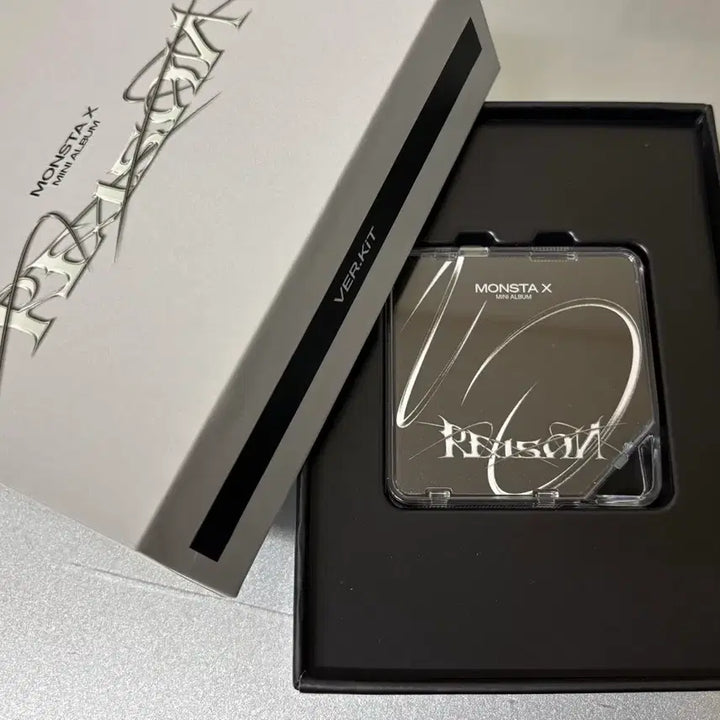 MONSTA X
MINI ALBUM
REASON
VER.KiT
MONSTA X
MINI ALBUM
REASON